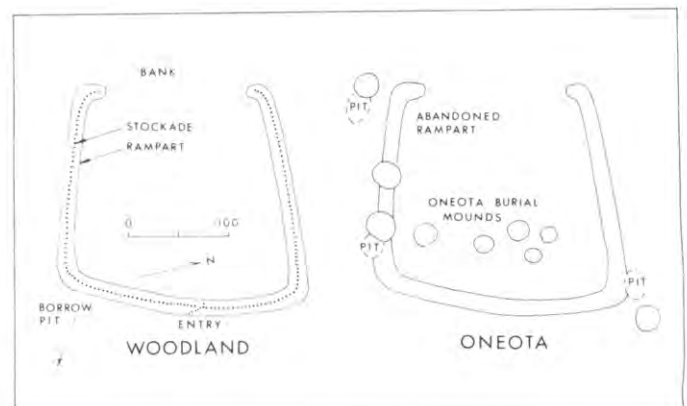 BANK
STOCKADE
RAMPART
0 100
N
BORROW
PIT
ENTRY
WOODLAND
PIT
ABANDONED
RAMPART
ONEOTA BURIAL
MOUNDS
PIT
PIT
ONEOTA